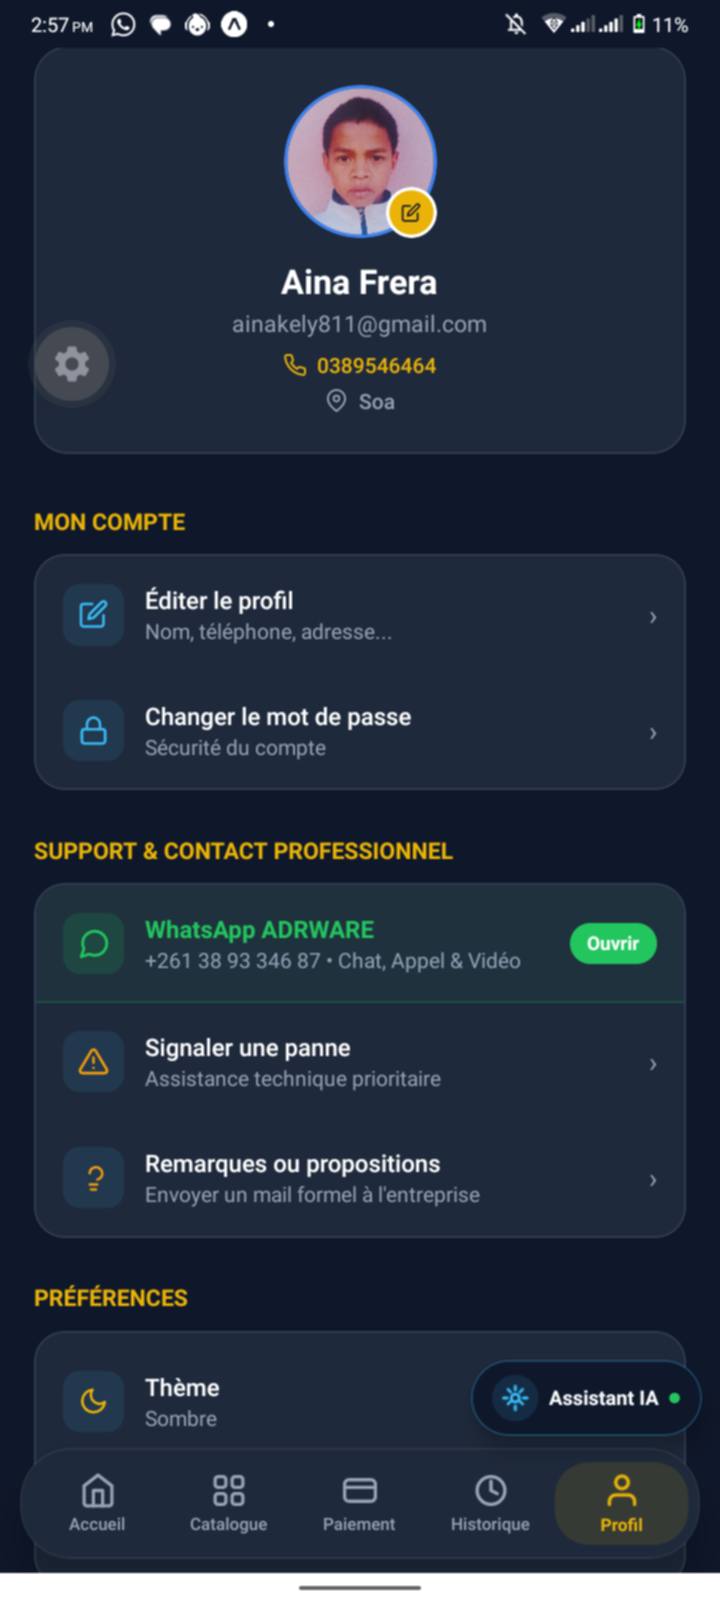 2:57 PM
11%
Aina Frera
ainakely811@gmail.com
0389546464
Soa
MON COMPTE
Éditer le profil
Nom, téléphone, adresse...
Changer le mot de passe
Sécurité du compte
SUPPORT & CONTACT PROFESSIONNEL
WhatsApp ADRWARE
+261 38 93 346 87 • Chat, Appel & Vidéo
Ouvrir
Signaler une panne
Assistance technique prioritaire
Remarques ou propositions
Envoyer un mail formel à l'entreprise
PRÉFÉRENCES
Thème
Sombre
Assistant IA
Accueil
Catalogue
Paiement
Historique
Profil